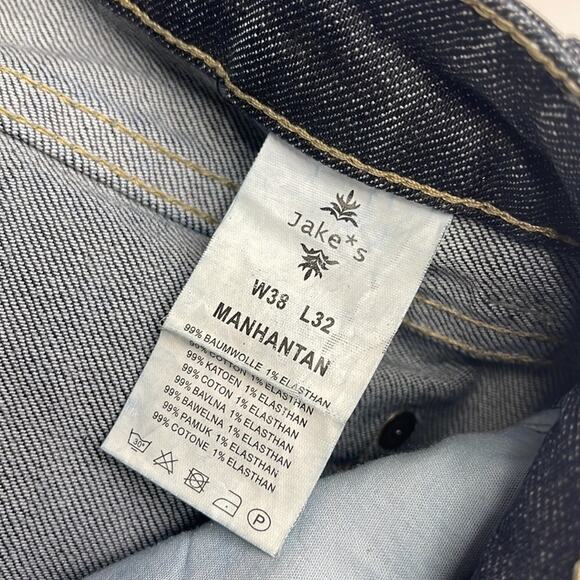 Jake*s
W38 L32
MANHANTAN
99% BAUMWOLLE 1% ELASTHAN
99% COTTON 1% ELASTHAN
99% KATOEN 1% ELASTHAN
99% COTON 1% ELASTHAN
99% BAVLNA 1% ELASTHAN
99% BAWELNA 1% ELASTHAN
99% PAMUK 1% ELASTHAN
99% COTONE 1% ELASTHAN
30° P